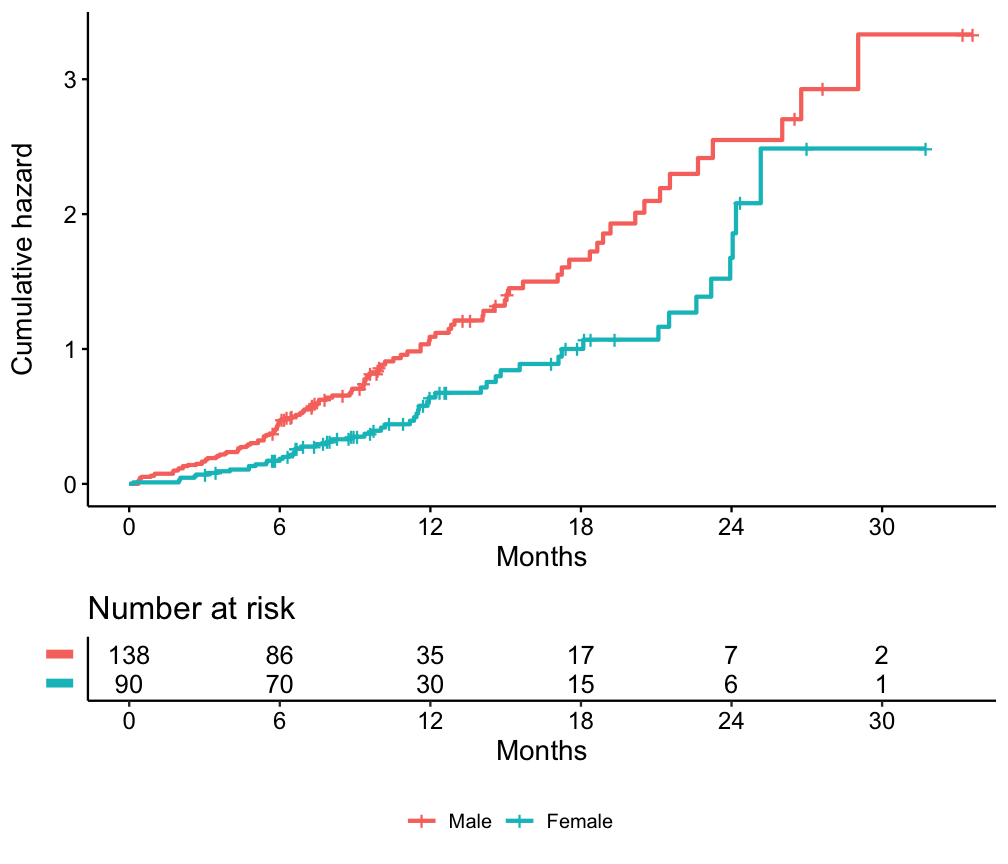 Cumulative hazard
3
2
1
0
0 6 12 18 24 30
Months
Number at risk
138 86 35 17 7 2
90 70 30 15 6 1
0 6 12 18 24 30
Months
Male Female